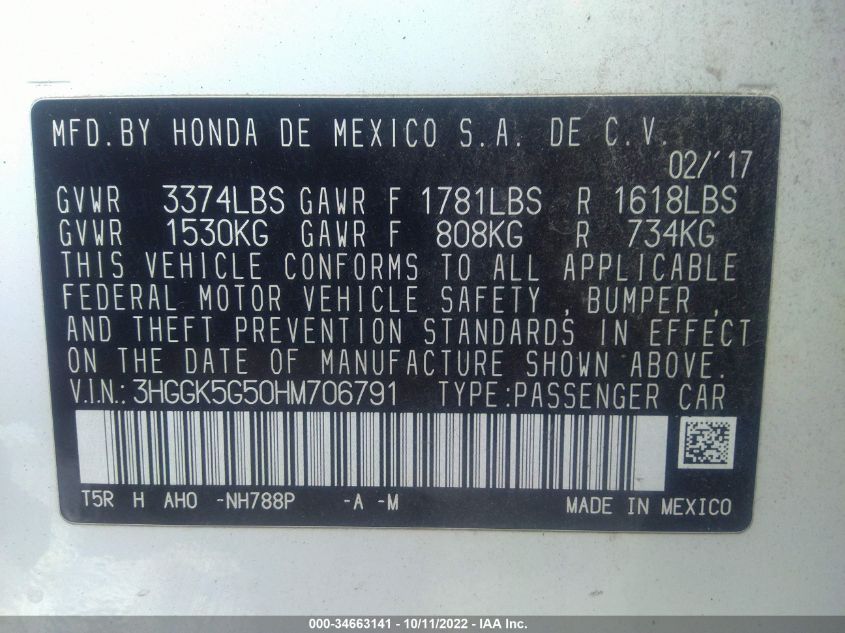 MFD.BY HONDA DE MEXICO S.A. DE C.V.
02/'17
GVWR 3374LBS GAWR F 1781LBS R 1618LBS
GVWR 1530KG GAWR F 808KG R 734KG
THIS VEHICLE CONFORMS TO ALL APPLICABLE
FEDERAL MOTOR VEHICLE SAFETY , BUMPER ,
AND THEFT PREVENTION STANDARDS IN EFFECT
ON THE DATE OF MANUFACTURE SHOWN ABOVE.
V.I.N.: 3HGGK5G50HM706791 TYPE:PASSENGER CAR
T5R H AHO -NH788P -A -M MADE IN MEXICO
000-34663141 - 10/11/2022 - IAA Inc.